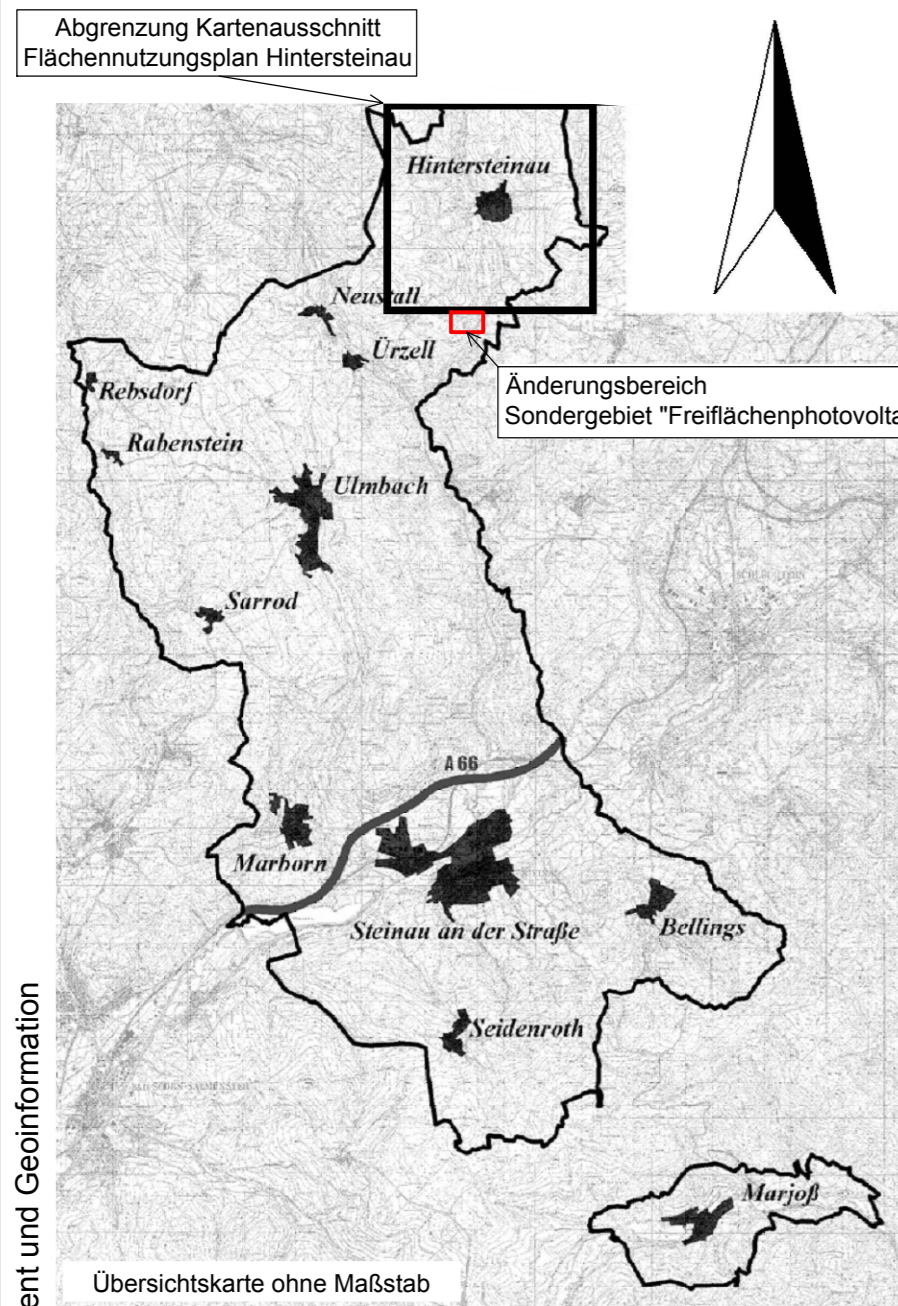 Abgrenzung Kartenausschnitt
Flächennutzungsplan Hintersteinau
Hintersteinau
Neustall
Ürzell
Änderungsbereich
Sondergebiet "Freiflächenphotovolta
Rebsdorf
Rabenstein
Ulmbach
Sarrod
A 66
Marborn
Steinau an der Straße
Bellings
Seidenroth
Marjoß
ent und Geoinformation
Übersichtskarte ohne Maßstab